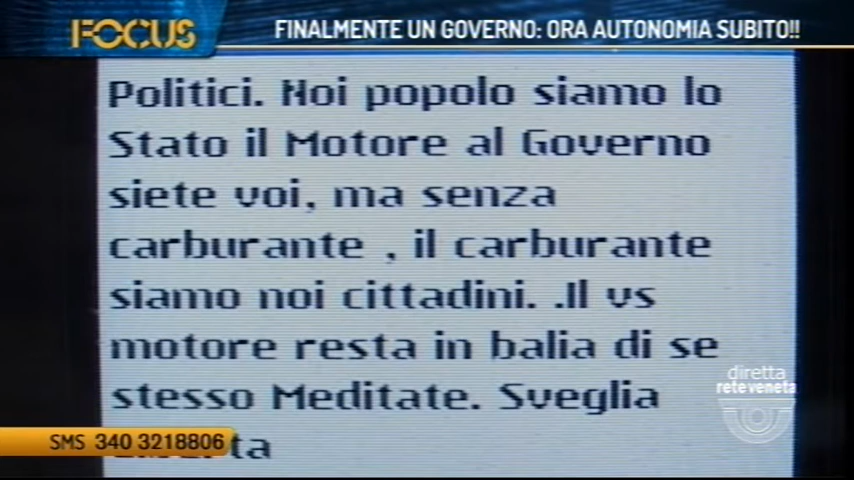 FOCUS
FINALMENTE UN GOVERNO: ORA AUTONOMIA SUBITO!!
Politici. Noi popolo siamo lo
Stato il Motore al Governo
siete voi, ma senza
carburante , il carburante
siamo noi cittadini. .Il vs
motore resta in balia di se
stesso Meditate. Sveglia
ta
diretta
reteveneta
SMS 340 3218806